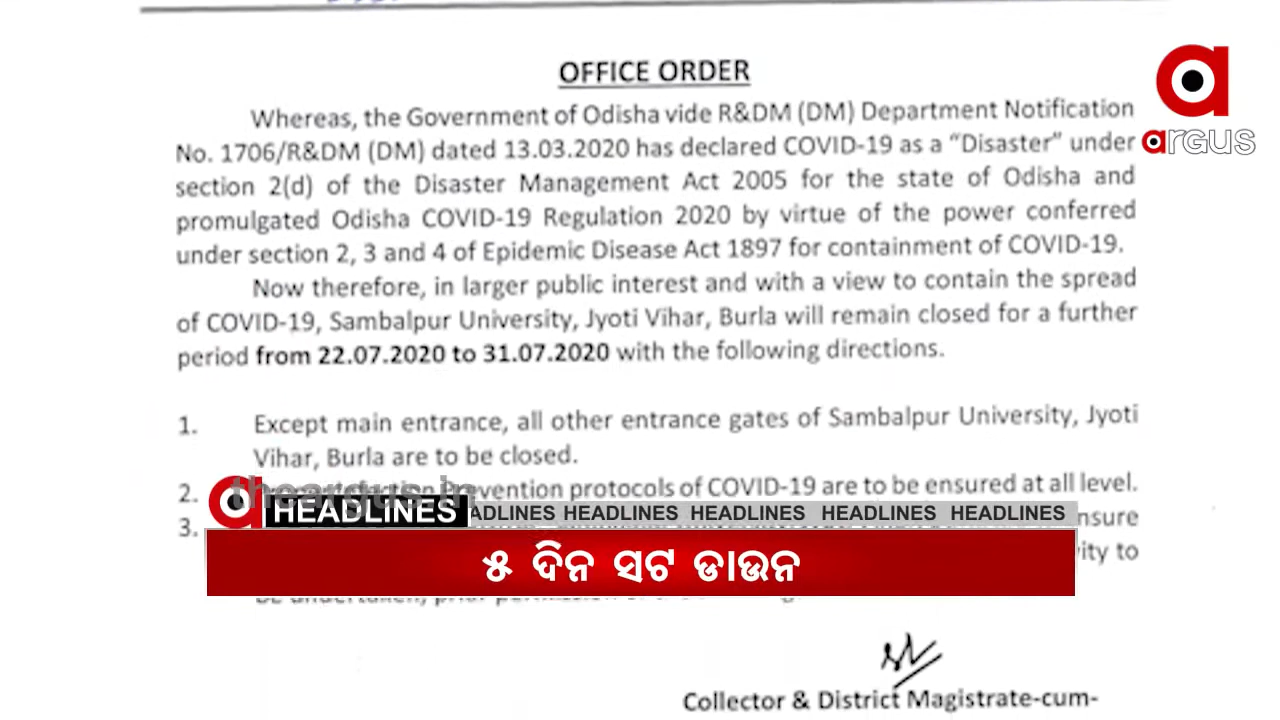 OFFICE ORDER
argus
Whereas, the Government of Odisha vide R&DM (DM) Department Notification
No. 1706/R&DM (DM) dated 13.03.2020 has declared COVID-19 as a “Disaster” under
section 2(d) of the Disaster Management Act 2005 for the state of Odisha and
promulgated Odisha COVID-19 Regulation 2020 by virtue of the power conferred
under section 2, 3 and 4 of Epidemic Disease Act 1897 for containment of COVID-19.
Now therefore, in larger public interest and with a view to contain the spread
of COVID-19, Sambalpur University, Jyoti Vihar, Burla will remain closed for a further
period from 22.07.2020 to 31.07.2020 with the following directions.
1. Except main entrance, all other entrance gates of Sambalpur University, Jyoti
Vihar, Burla are to be closed.
2. prevention protocols of COVID-19 are to be ensured at all level.
theargus.in
HEADLINES ADLINES HEADLINES HEADLINES HEADLINES HEADLINES
3. nsure
vity to
୫ ଦିନ ସଟ ଡାଉନ
Collector & District Magistrate-cum-